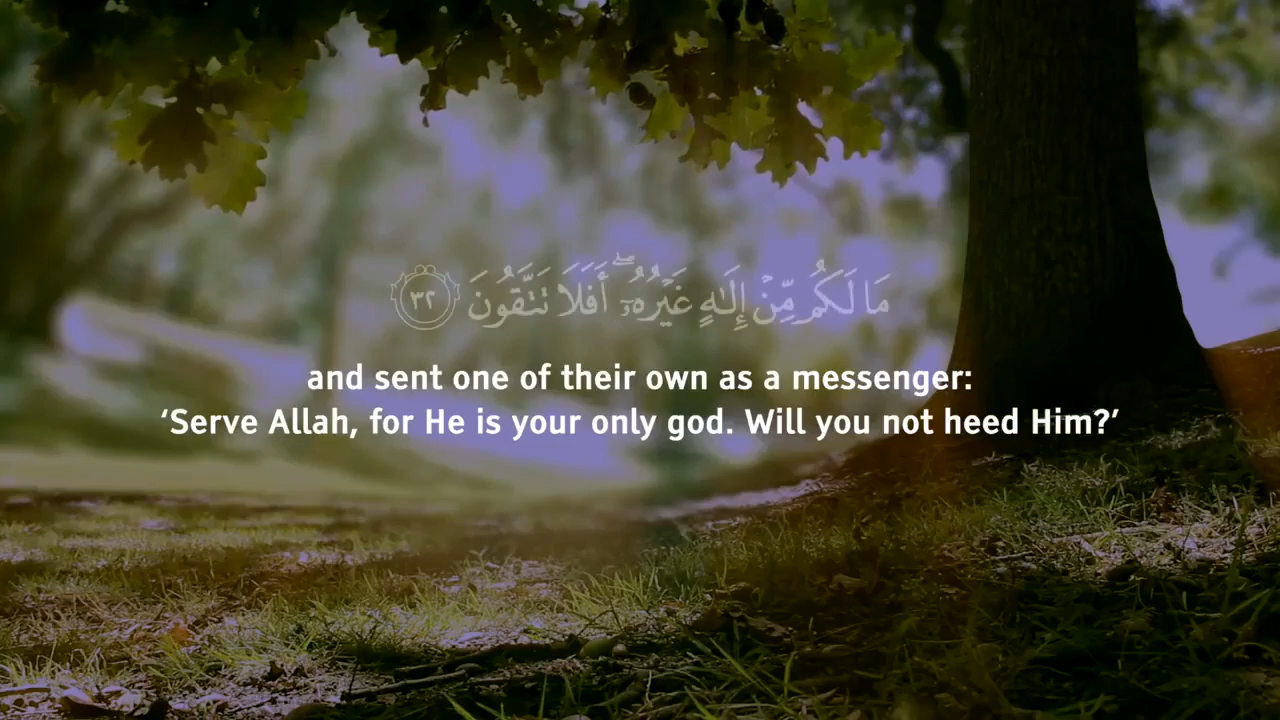 مَا لَكُم مِّنْ إِلَـٰهٍ غَيْرُهُۥٓ ۖ أَفَلَا تَتَّقُونَ ٣٢
and sent one of their own as a messenger:
‘Serve Allah, for He is your only god. Will you not heed Him?’